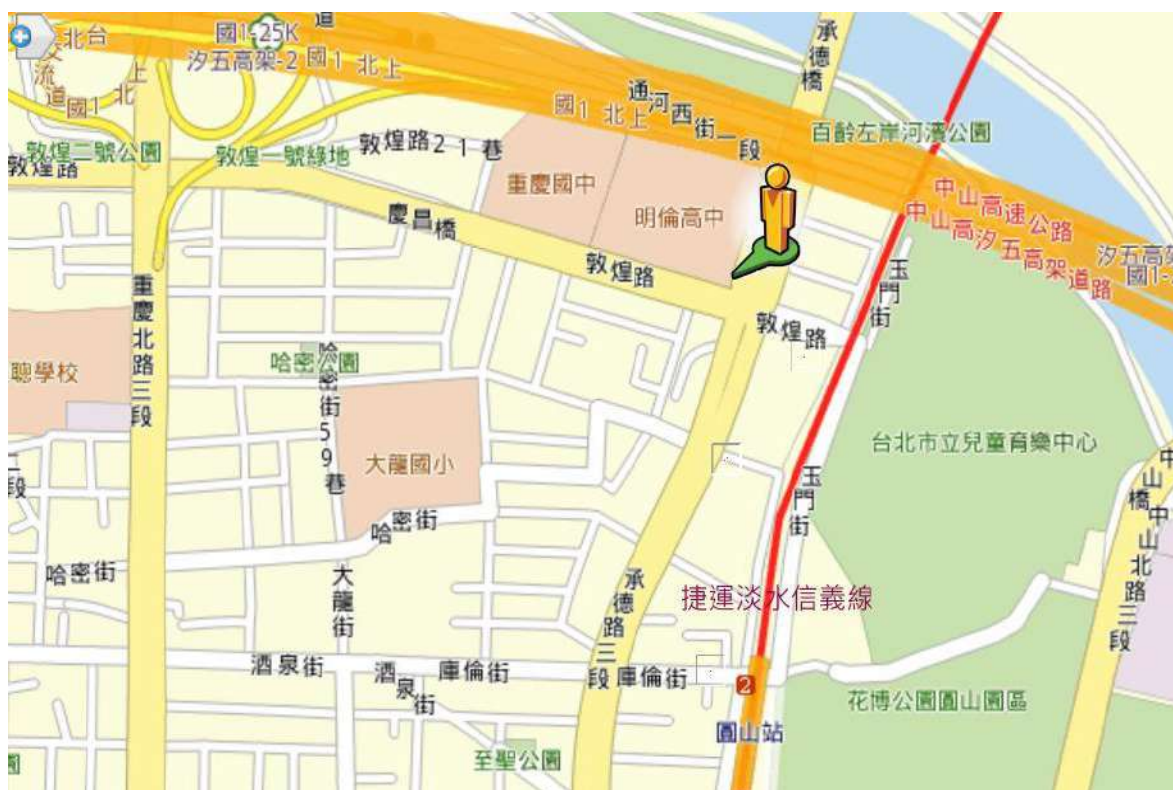 台北
交流道
國1 北上
道
國1-25K
汐五高架-2
國1 北上
承德橋
通河西街一段
國1 北上
百齡左岸河濱公園
敦煌二號公園
敦煌路
敦煌一號綠地
敦煌路21巷
重慶國中
明倫高中
慶昌橋
敦煌路
中山高速公路
中山高汐五高架道路
汐五高架
國1-
玉門街
敦煌路
重慶北路三段
聰學校
哈密公園
哈密街59巷
大龍國小
台北市立兒童育樂中心
二段
玉門街
中山橋
中山北路三段
哈密街
哈密街
大龍街
承德路三段
捷運淡水信義線
酒泉街
酒泉街
庫倫街
庫倫街
2
圓山站
花博公園圓山園區
至聖公園
園